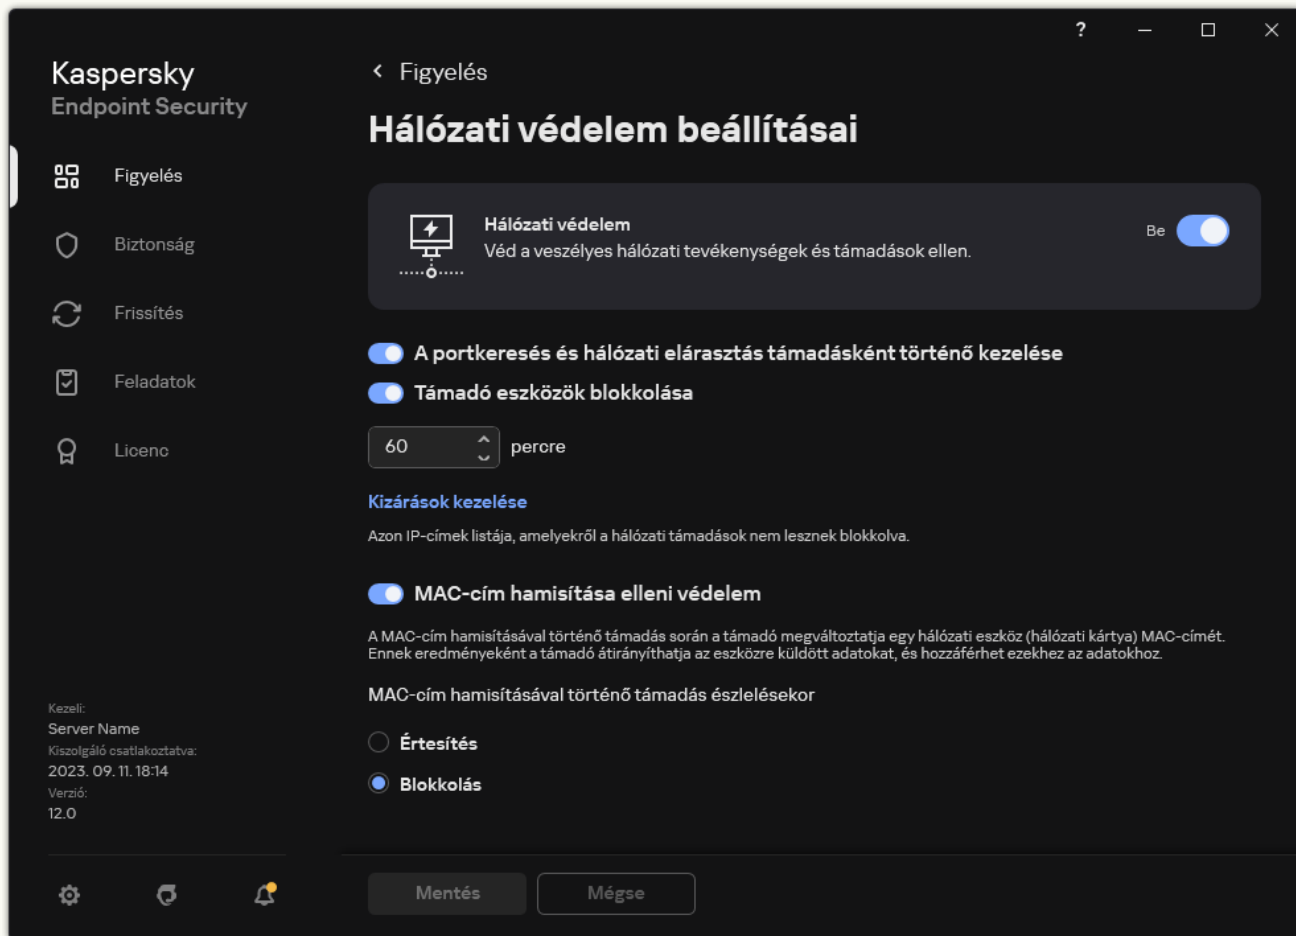 ?
Kaspersky
Endpoint Security
Figyelés
Biztonság
Frissítés
Feladatok
Licenc
Kezeli:
Server Name
Kiszolgáló csatlakoztatva:
2023. 09. 11. 18:14
Verzió:
12.0
Figyelés
Hálózati védelem beállításai
Hálózati védelem
Véd a veszélyes hálózati tevékenységek és támadások ellen.
Be
A portkeresés és hálózati elárasztás támadásként történő kezelése
Támadó eszközök blokkolása
60 percre
Kizárások kezelése
Azon IP-címek listája, amelyekről a hálózati támadások nem lesznek blokkolva.
MAC-cím hamisítása elleni védelem
A MAC-cím hamisításával történő támadás során a támadó megváltoztatja egy hálózati eszköz (hálózati kártya) MAC-címét.
Ennek eredményeként a támadó átirányíthatja az eszközre küldött adatokat, és hozzáférhet ezekhez az adatokhoz.
MAC-cím hamisításával történő támadás észlelésekor
Értesítés
Blokkolás
Mentés
Mégse